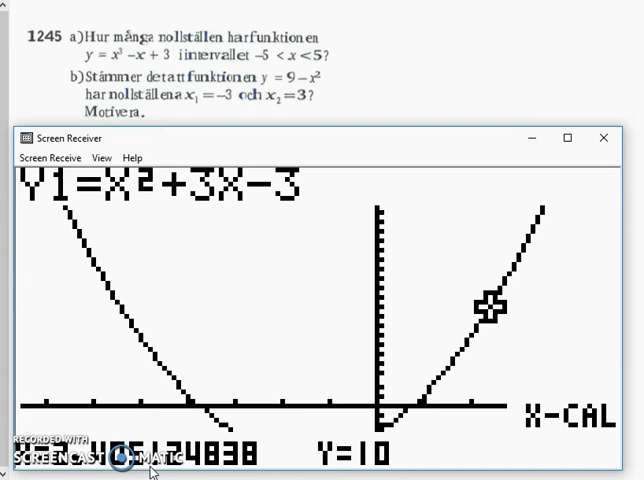 1245 a) Hur många nollställen har funktionen
y = x³ – x + 3 i intervallet –5 < x < 5?
b) Stämmer det att funktionen y = 9 – x²
har nollställena x₁ = –3 och x₂ = 3?
Motivera.
Screen Receiver
Screen Receive View Help
Y1=X²+3X-3
X-CAL
RECORDED WITH
SCREENCAST MATIC
Y=10